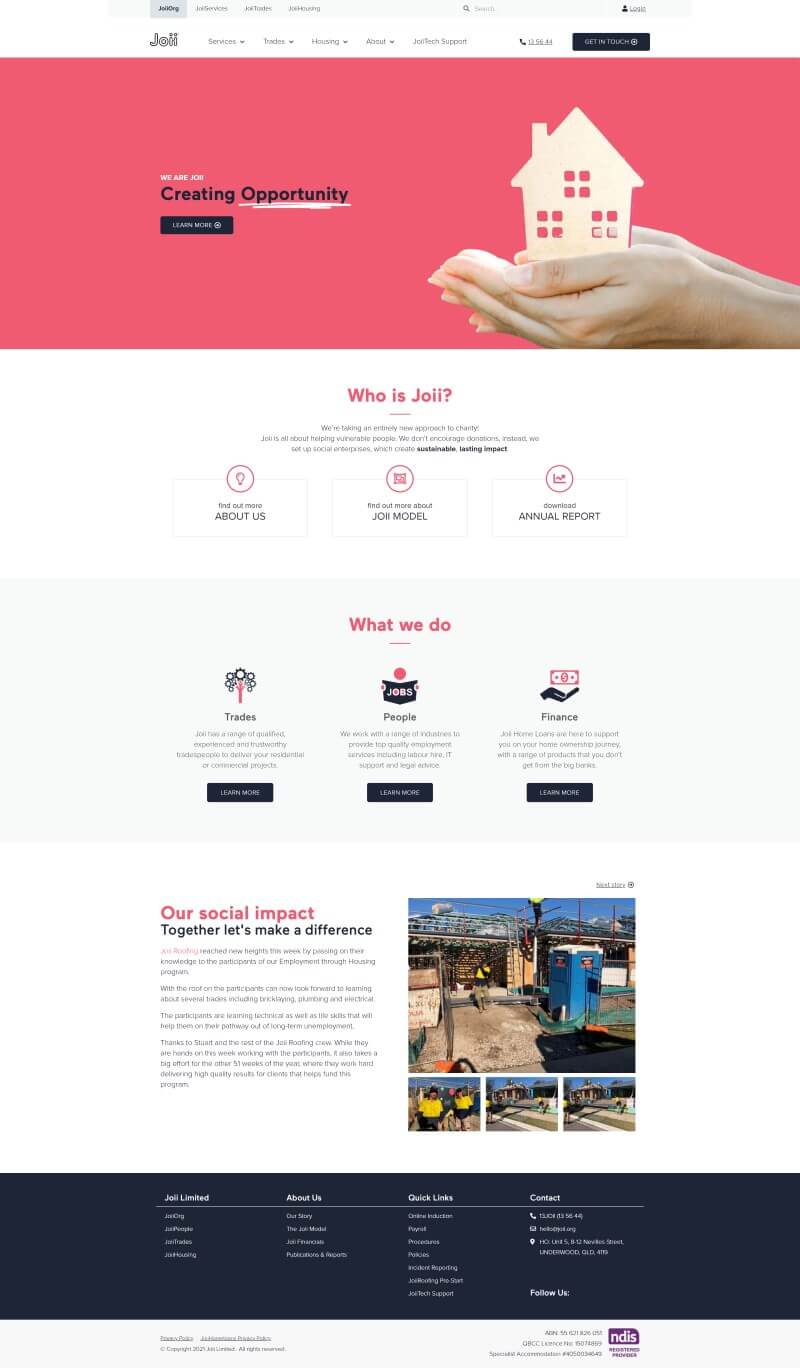 JoiiOrg JoiiServices JoiiTrades JoiiHousing Search... Login
Joii Services Trades Housing About JoiiTech Support 13 56 44 GET IN TOUCH
WE ARE JOII
Creating Opportunity
LEARN MORE
Who is Joii?
We're taking an entirely new approach to charity!
Joii is all about helping vulnerable people. We don't encourage donations, instead, we
set up social enterprises, which create sustainable, lasting impact
find out more
ABOUT US
find out more about
JOII MODEL
download
ANNUAL REPORT
What we do
Trades
Joii has a range of qualified,
experienced and trustworthy
tradespeople to deliver your residential
or commercial projects.
LEARN MORE
JOBS
People
We work with a range of industries to
provide top quality employment
services including labour hire, IT
support and legal advice.
LEARN MORE
Finance
Joii Home Loans are here to support
you on your home ownership journey,
with a range of products that you don't
get from the big banks.
LEARN MORE
Next story
Our social impact
Together let's make a difference
Joii Roofing reached new heights this week by passing on their
knowledge to the participants of our Employment through Housing
program.
With the roof on the participants can now look forward to learning
about several trades including bricklaying, plumbing and electrical.
The participants are learning technical as well as life skills that will
help them on their pathway out of long-term unemployment.
Thanks to Stuart and the rest of the Joii Roofing crew. While they
are hands on this week working with the participants, it also takes a
big effort for the other 51 weeks of the year, where they work hard
delivering high quality results for clients that helps fund this
program.
Joii Limited
JoiiOrg
JoiiPeople
JoiiTrades
JoiiHousing
About Us
Our Story
The Joii Model
Joii Financials
Publications & Reports
Quick Links
Online Induction
Payroll
Procedures
Policies
Incident Reporting
JoiiRoofing Pre-Start
JoiiTech Support
Contact
13JOII (13 56 44)
hello@joii.org
HO: Unit 5, 8-12 Nevilles Street,
UNDERWOOD, QLD, 4119
Follow Us:
Privacy Policy JoiiHomeloans Privacy Policy
© Copyright 2021 Joii Limited · All rights reserved.
ABN: 55 621 826 051
QBCC Licence No: 15074869
Specialist Accommodation #4050034649
ndis
REGISTERED
PROVIDER